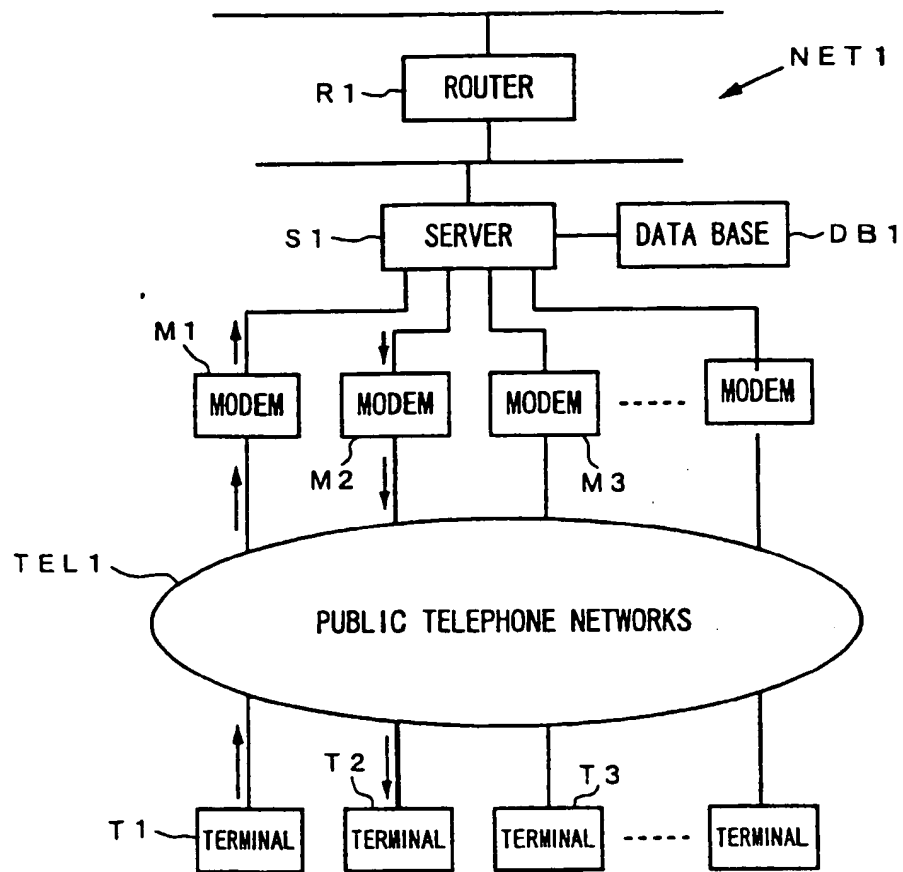 NET1
R1 ROUTER
S1 SERVER DATA BASE DB1
M1
MODEM MODEM MODEM MODEM
M2 M3
TEL1
PUBLIC TELEPHONE NETWORKS
T2 T3
T1 TERMINAL TERMINAL TERMINAL TERMINAL